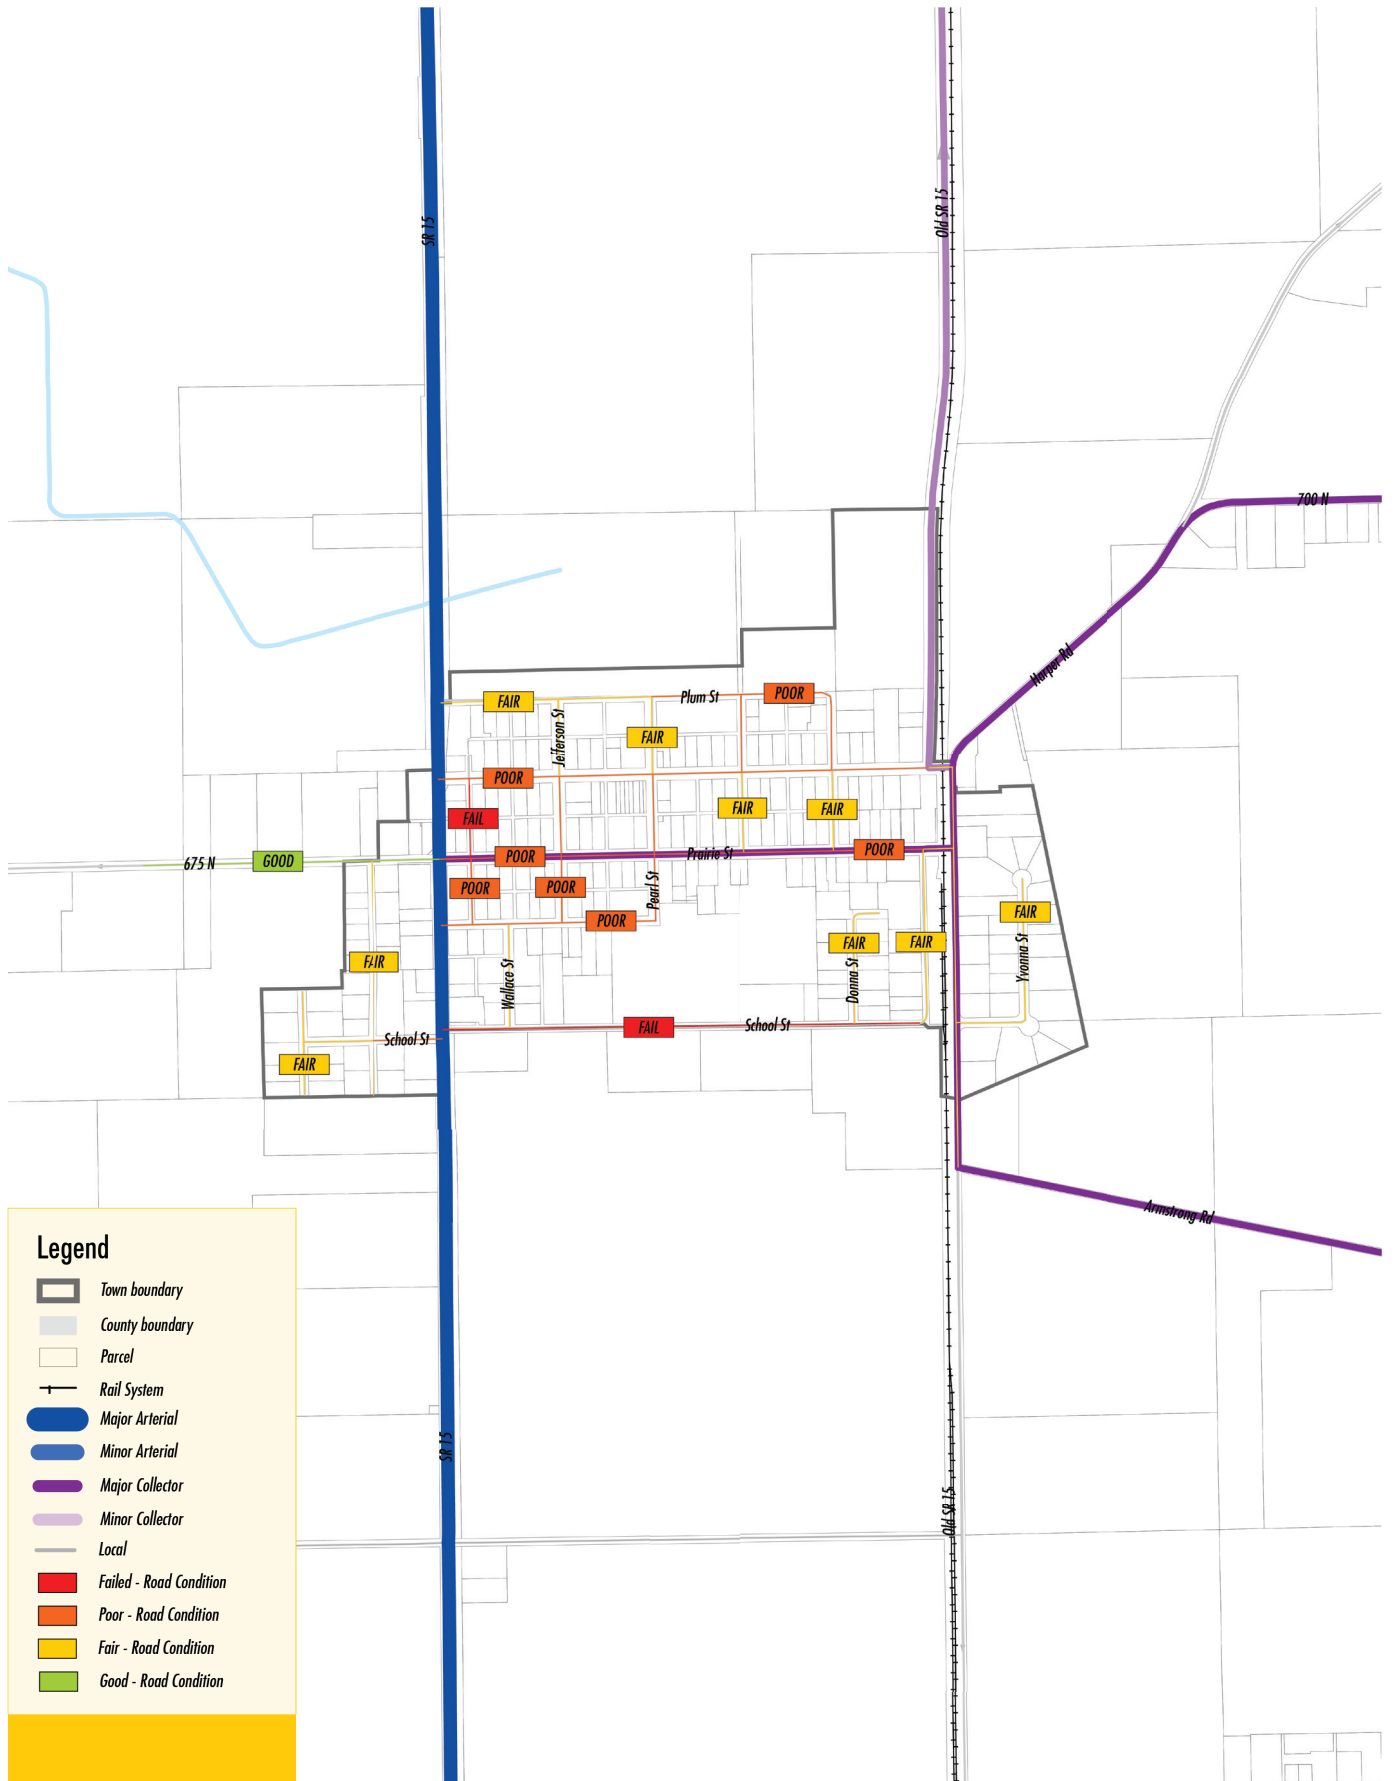 SR 15
Old SR 15
700 N
Harper Rd
FAIR
Plum St
POOR
Jefferson St
FAIR
POOR
FAIR
FAIR
FAIL
675 N
GOOD
POOR
Prairie St
POOR
POOR
POOR
Pearl St
POOR
FAIR
FAIR
FAIR
FAIR
Wallace St
Donna St
Yvonna St
School St
FAIL
School St
FAIR
Armstrong Rd
SR 15
Old SR 15
Legend
Town boundary
County boundary
Parcel
Rail System
Major Arterial
Minor Arterial
Major Collector
Minor Collector
Local
Failed - Road Condition
Poor - Road Condition
Fair - Road Condition
Good - Road Condition